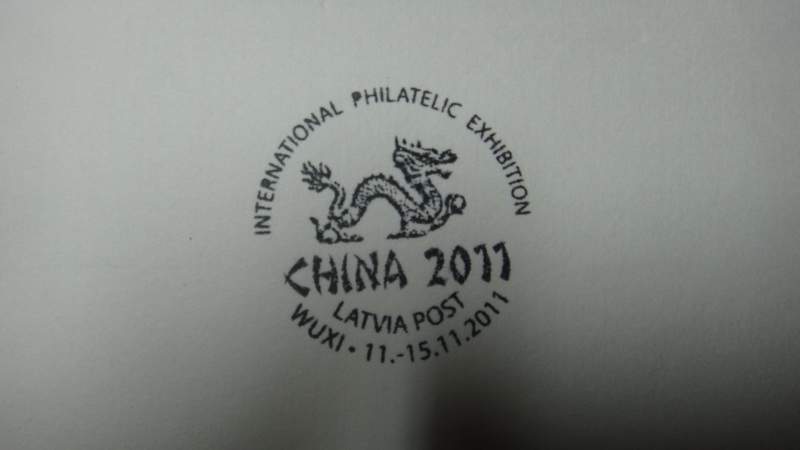 INTERNATIONAL PHILATELIC EXHIBITION
CHINA 2011
LATVIA POST
WUXI • 11.-15.11.2011